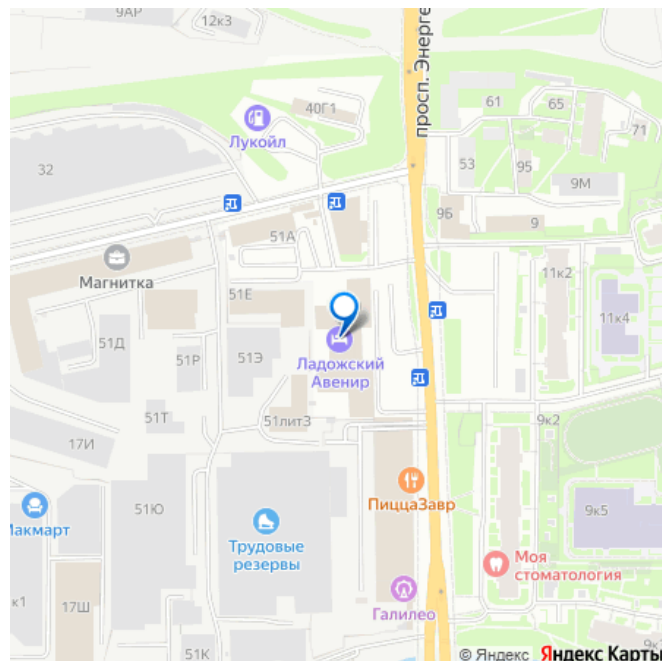 9АР
12к3
просп. Энерге
40Г1
Лукойл
61
65
71
32
53
95
9М
9Б
9
51А
Магнитка
51Е
11к2
11к4
51Д
51Р
51Э
Ладожский
Авенир
51Т
51лит3
9к2
17И
ПиццаЗавр
51Ю
9к5
Макмарт
Трудовые
резервы
Моя
стоматология
к1
17Ш
Галилео
51К
© Яндекс Яндекс Карты